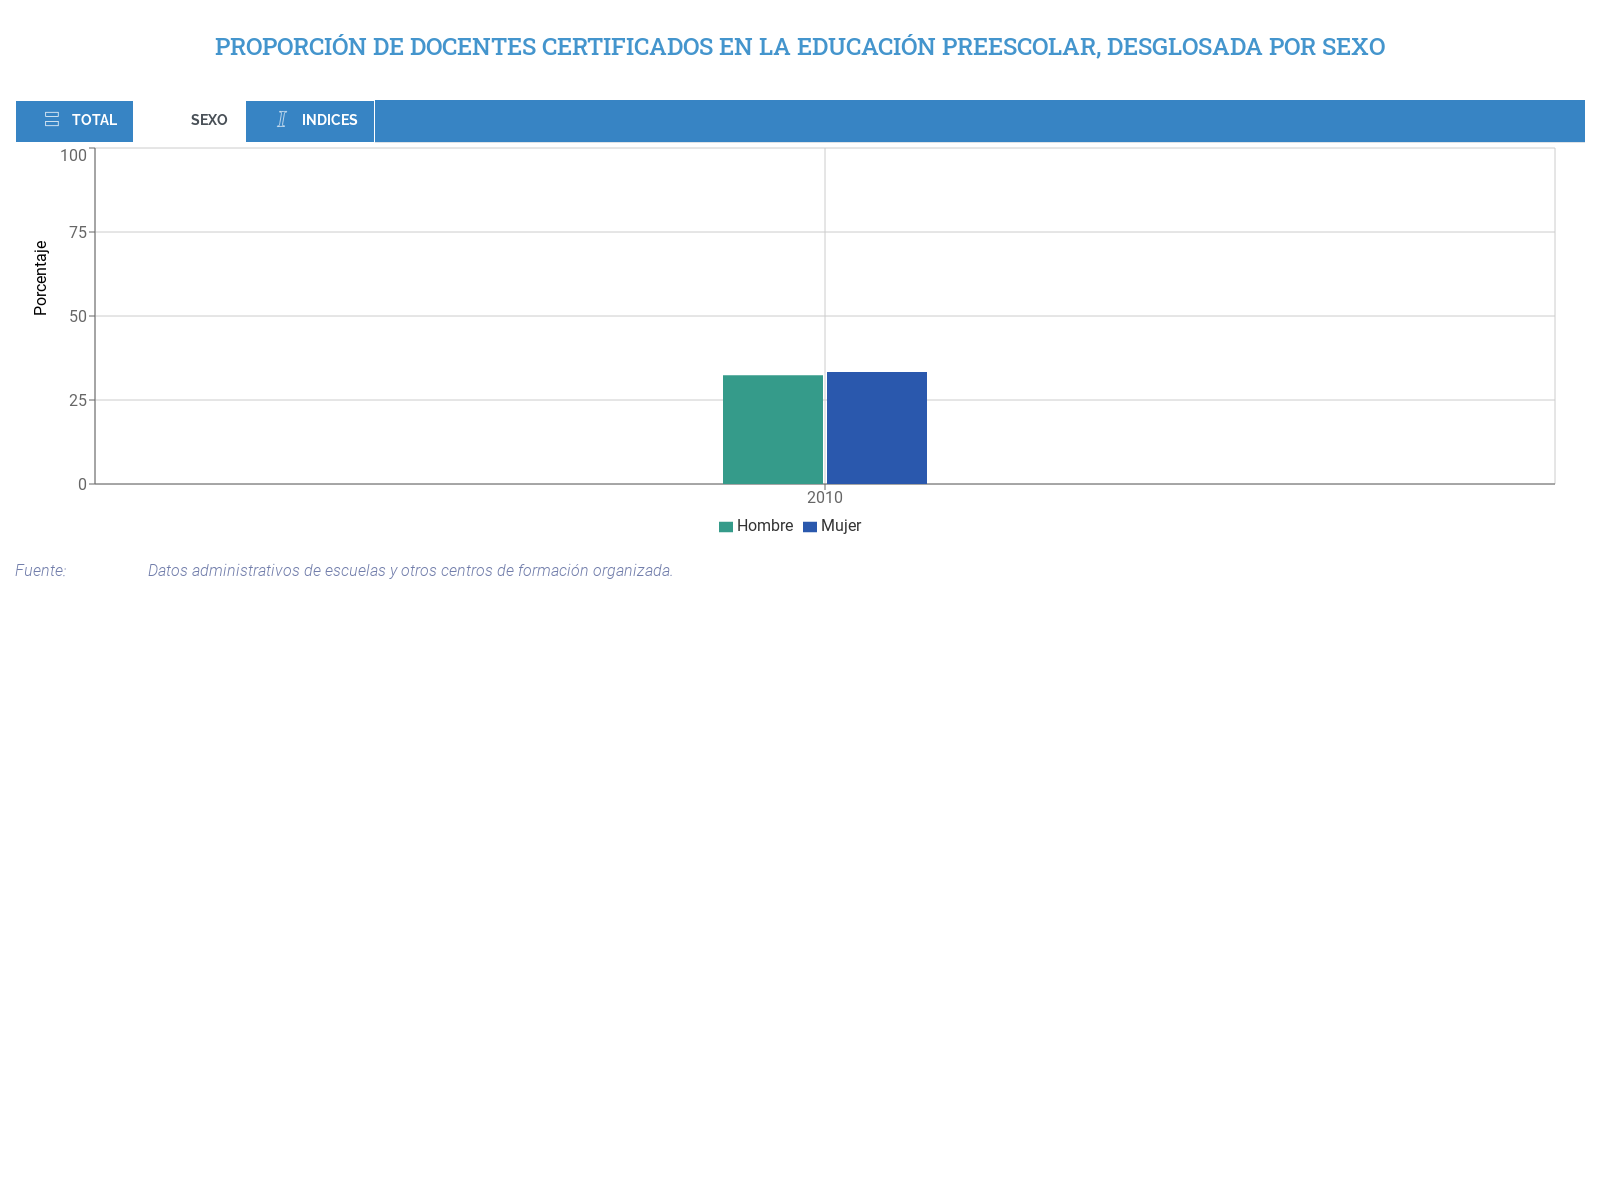 PROPORCIÓN DE DOCENTES CERTIFICADOS EN LA EDUCACIÓN PREESCOLAR, DESGLOSADA POR SEXO
TOTAL SEXO INDICES
100
75
50
25
0
Porcentaje
2010
Hombre Mujer
Fuente: Datos administrativos de escuelas y otros centros de formación organizada.